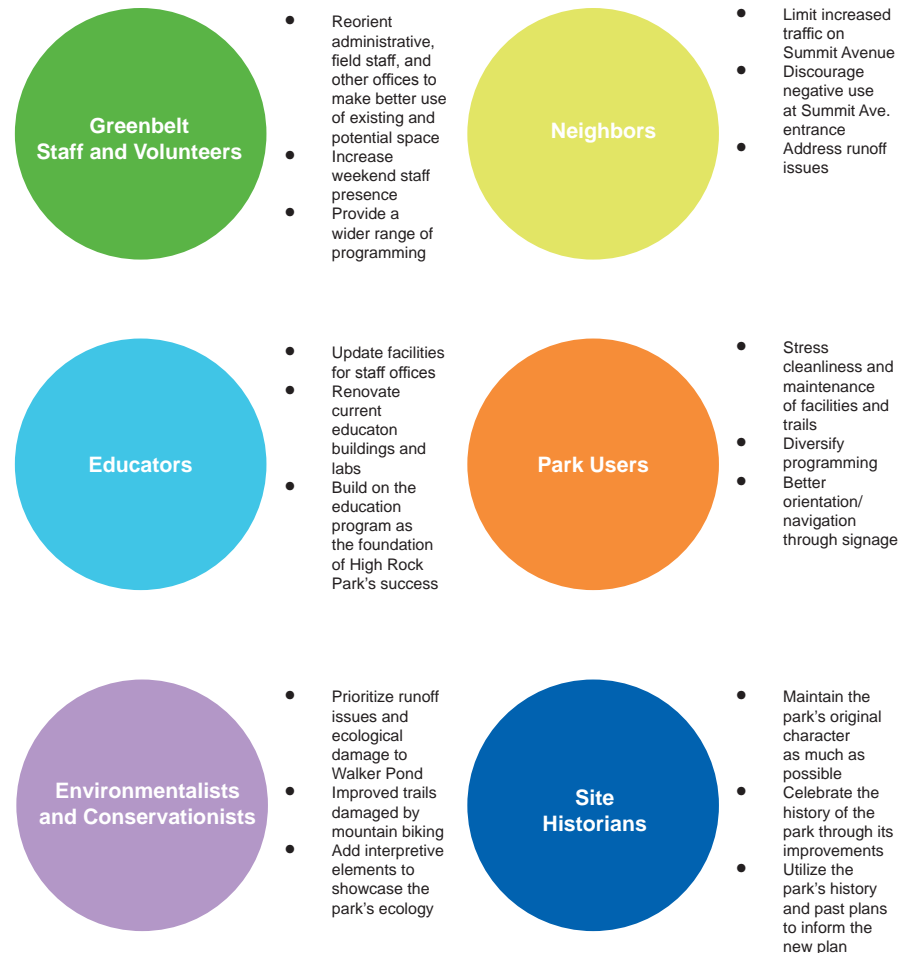 Greenbelt
Staff and Volunteers
● Reorient
administrative,
field staff, and
other offices to
make better use
of existing and
potential space
● Increase
weekend staff
presence
● Provide a
wider range of
programming
Neighbors
● Limit increased
traffic on
Summit Avenue
● Discourage
negative use
at Summit Ave.
entrance
● Address runoff
issues
Educators
● Update facilities
for staff offices
● Renovate
current
educaton
buildings and
labs
● Build on the
education
program as
the foundation
of High Rock
Park's success
Park Users
● Stress
cleanliness and
maintenance
of facilities and
trails
● Diversify
programming
● Better
orientation/
navigation
through signage
Environmentalists
and Conservationists
● Prioritize runoff
issues and
ecological
damage to
Walker Pond
● Improved trails
damaged by
mountain biking
● Add interpretive
elements to
showcase the
park's ecology
Site
Historians
● Maintain the
park's original
character
as much as
possible
● Celebrate the
history of the
park through its
improvements
● Utilize the
park's history
and past plans
to inform the
new plan